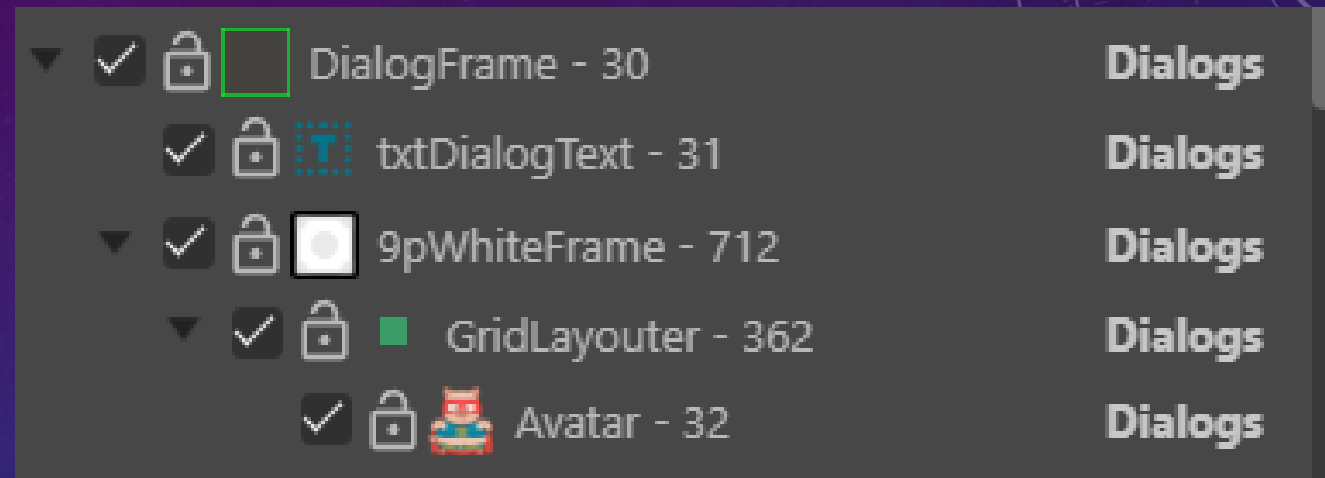 DialogFrame - 30 Dialogs
txtDialogText - 31 Dialogs
9pWhiteFrame - 712 Dialogs
GridLayouter - 362 Dialogs
Avatar - 32 Dialogs